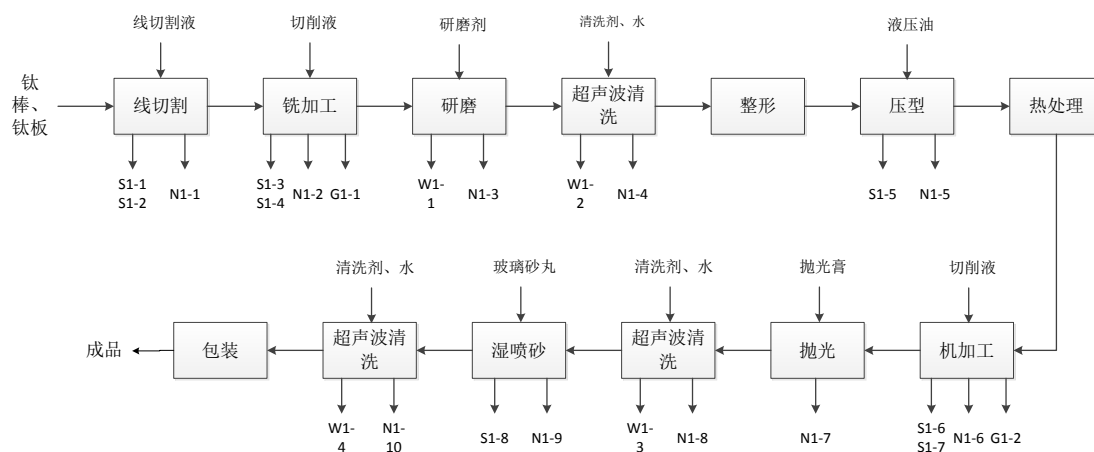 线切割液
切削液
研磨剂
清洗剂、水
液压油
钛
棒、
钛板
线切割
铣加工
研磨
超声波清
洗
整形
压型
热处理
S1-1
S1-2
N1-1
S1-3
S1-4
N1-2
G1-1
W1-
1
N1-3
W1-
2
N1-4
S1-5
N1-5
清洗剂、水
玻璃砂丸
清洗剂、水
抛光膏
切削液
成品
包装
超声波清
洗
湿喷砂
超声波清
洗
抛光
机加工
W1-
4
N1-
10
S1-8
N1-9
W1-
3
N1-8
N1-7
S1-6
S1-7
N1-6
G1-2